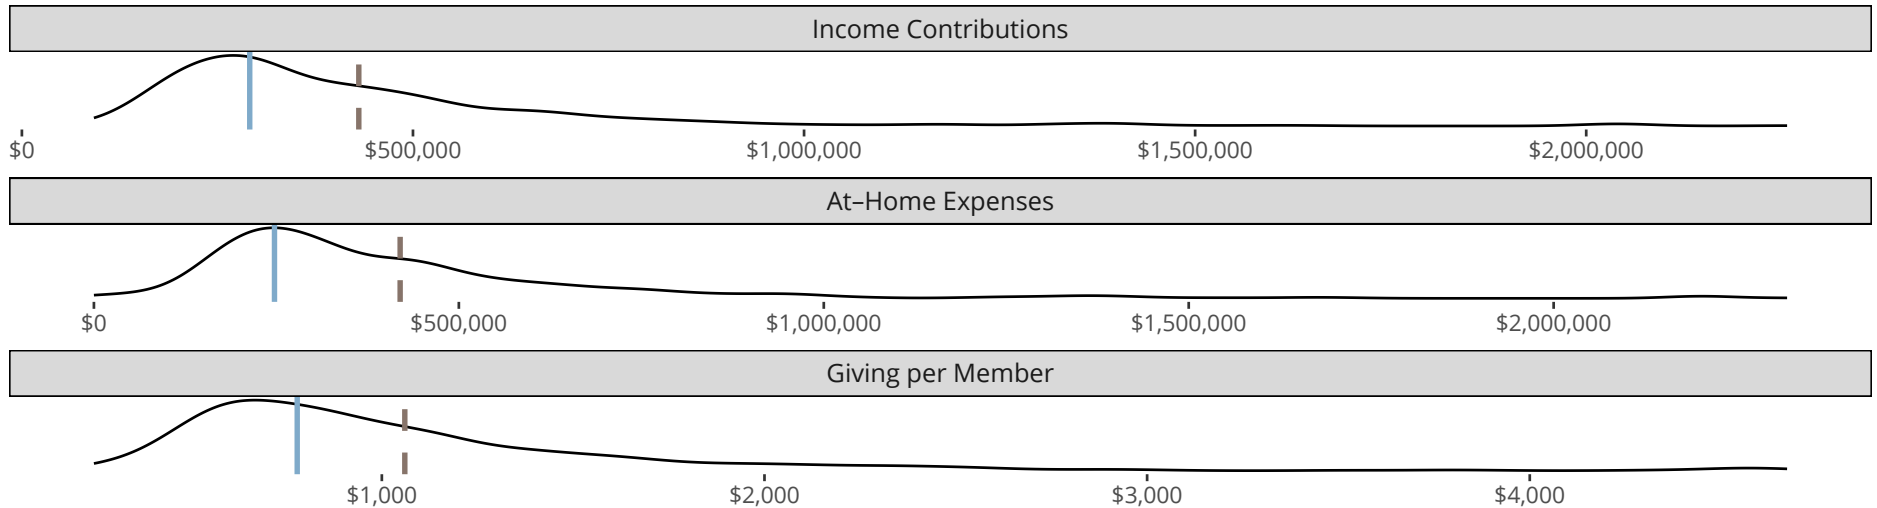 Income Contributions
$0 $500,000 $1,000,000 $1,500,000 $2,000,000
At–Home Expenses
$0 $500,000 $1,000,000 $1,500,000 $2,000,000
Giving per Member
$1,000 $2,000 $3,000 $4,000